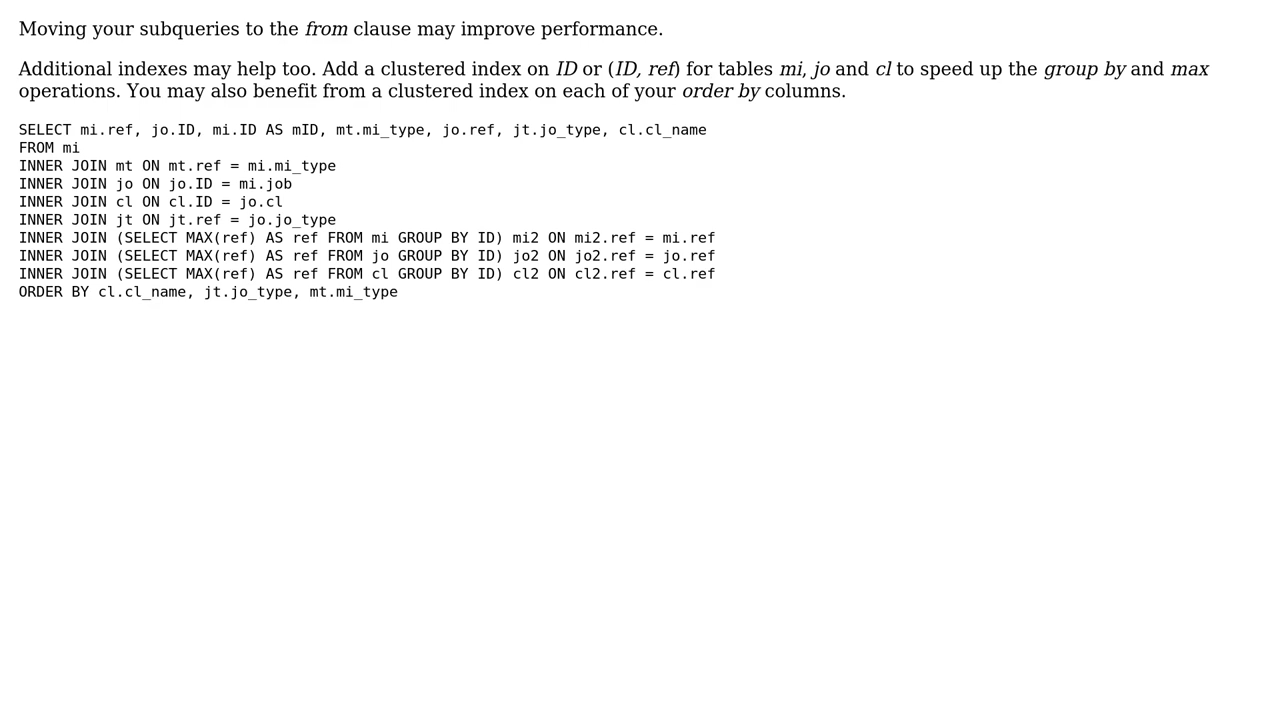 Moving your subqueries to the from clause may improve performance.
Additional indexes may help too. Add a clustered index on ID or (ID, ref) for tables mi, jo and cl to speed up the group by and max
operations. You may also benefit from a clustered index on each of your order by columns.
SELECT mi.ref, jo.ID, mi.ID AS mID, mt.mi_type, jo.ref, jt.jo_type, cl.cl_name
FROM mi
INNER JOIN mt ON mt.ref = mi.mi_type
INNER JOIN jo ON jo.ID = mi.job
INNER JOIN cl ON cl.ID = jo.cl
INNER JOIN jt ON jt.ref = jo.jo_type
INNER JOIN (SELECT MAX(ref) AS ref FROM mi GROUP BY ID) mi2 ON mi2.ref = mi.ref
INNER JOIN (SELECT MAX(ref) AS ref FROM jo GROUP BY ID) jo2 ON jo2.ref = jo.ref
INNER JOIN (SELECT MAX(ref) AS ref FROM cl GROUP BY ID) cl2 ON cl2.ref = cl.ref
ORDER BY cl.cl_name, jt.jo_type, mt.mi_type